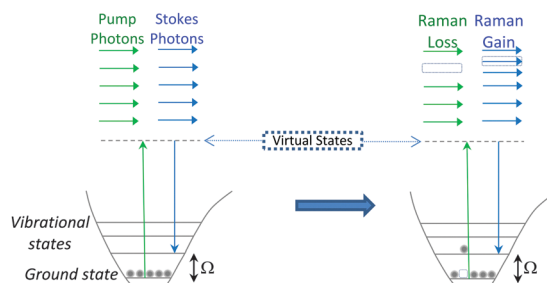 Pump Photons
Stokes Photons
Raman Loss
Raman Gain
Virtual States
Vibrational states
Ground state
Ω
Ω